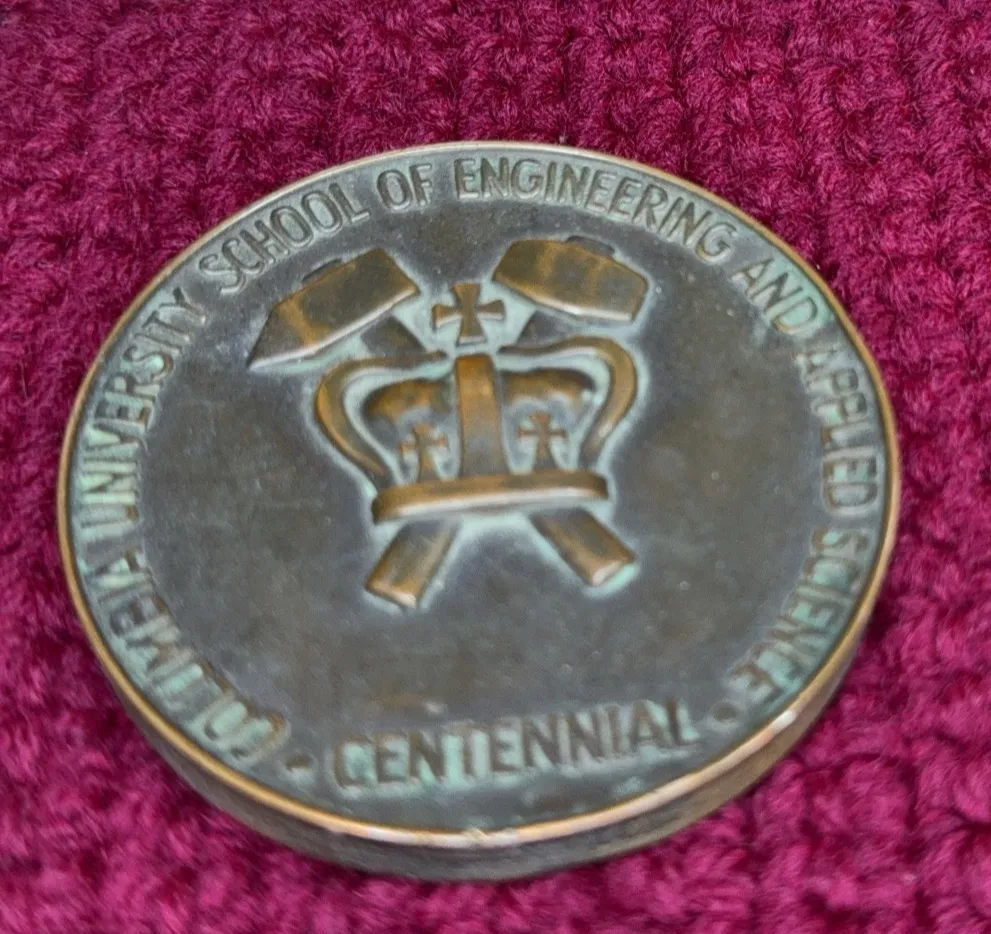 COLUMBIA UNIVERSITY SCHOOL OF ENGINEERING AND APPLIED SCIENCE
· CENTENNIAL ·